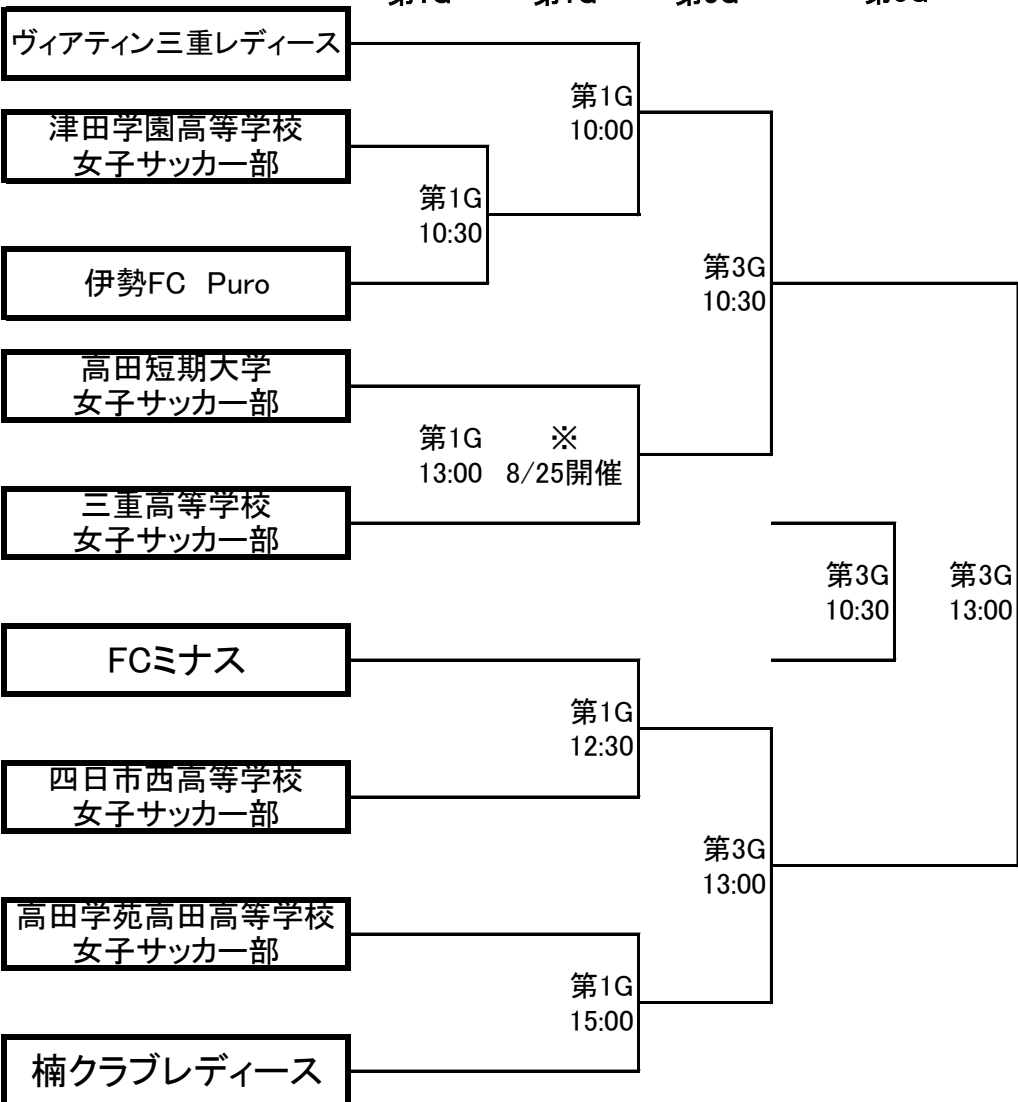 ヴィアティン三重レディース
第1G
10:00
津田学園高等学校
女子サッカー部
第1G
10:30
伊勢FC Puro
第3G
10:30
高田短期大学
女子サッカー部
第1G ※
13:00 8/25開催
三重高等学校
女子サッカー部
第3G
10:30
第3G
13:00
FCミナス
第1G
12:30
四日市西高等学校
女子サッカー部
第3G
13:00
高田学苑高田高等学校
女子サッカー部
第1G
15:00
楠クラブレディース